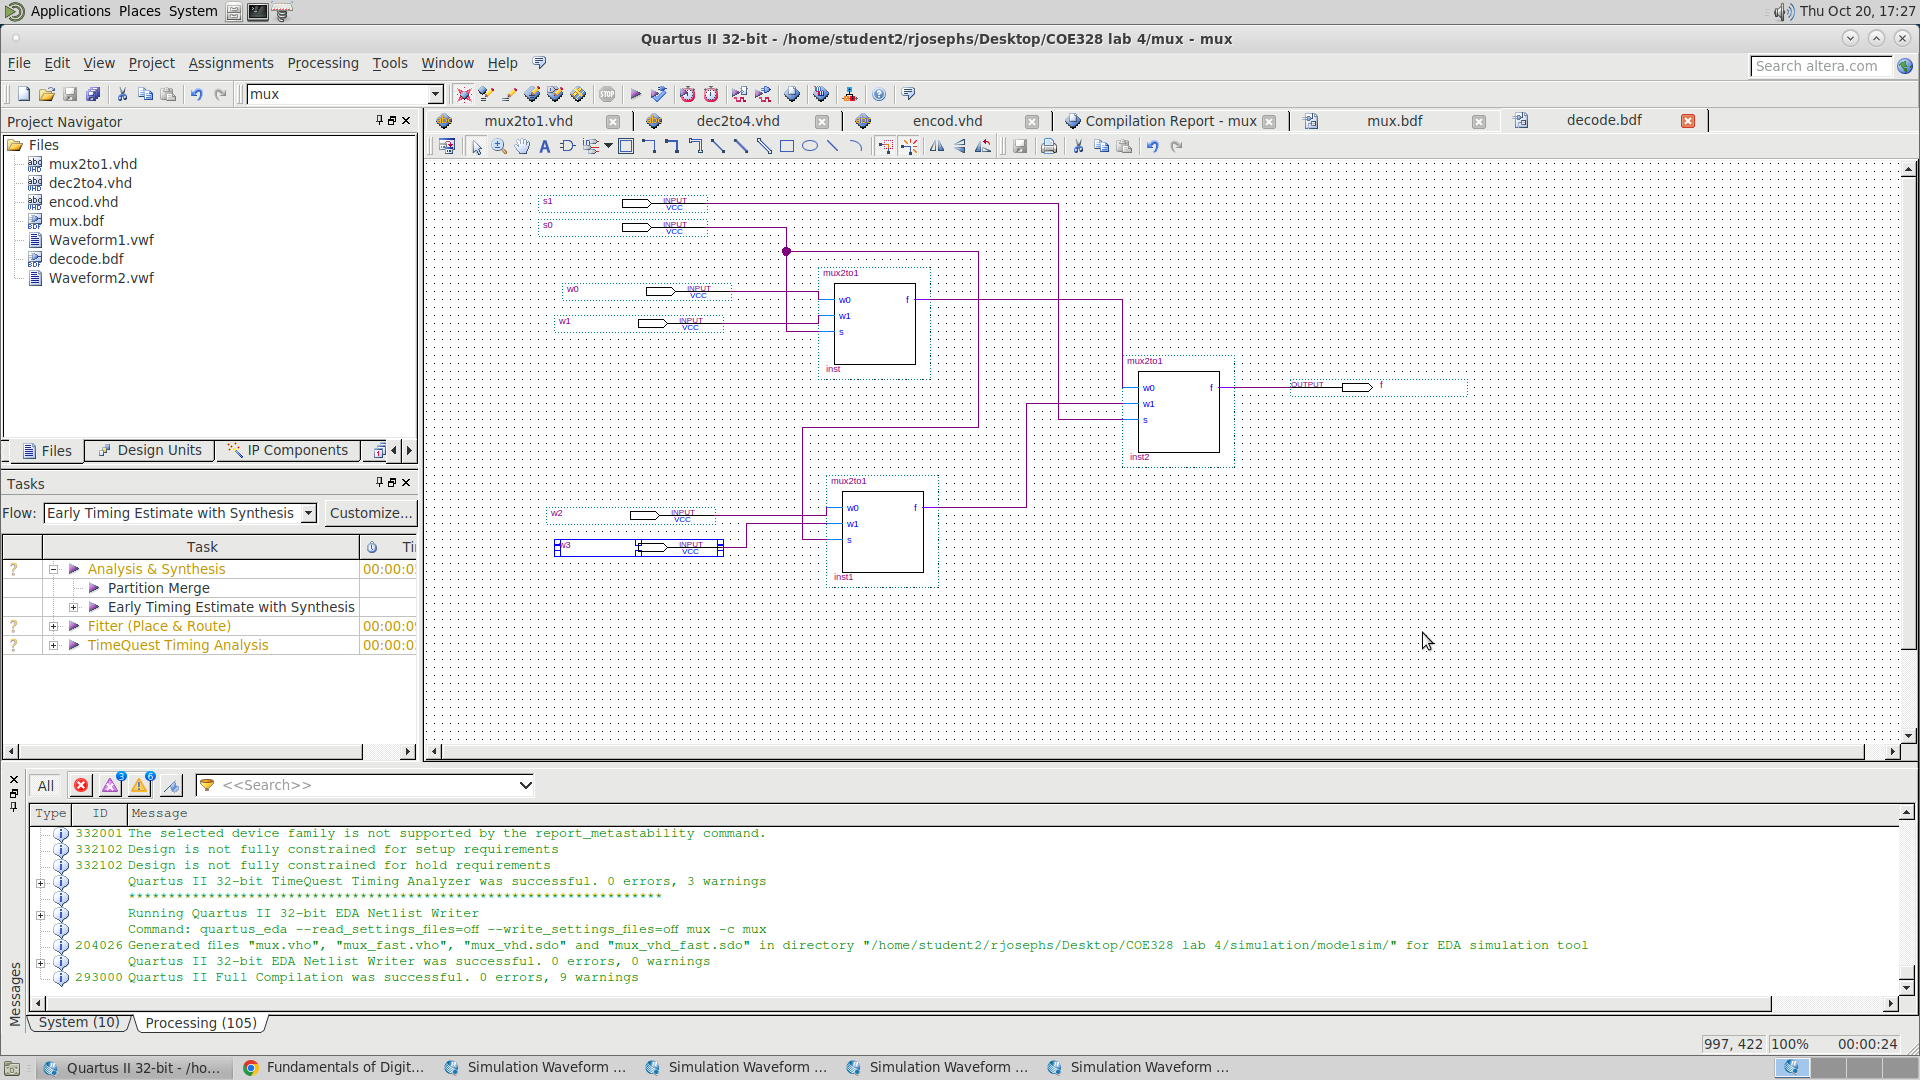 Applications Places System
Thu Oct 20, 17:27
Quartus II 32-bit - /home/student2/rjosephs/Desktop/COE328 lab 4/mux - mux
File Edit View Project Assignments Processing Tools Window Help
Search altera.com
mux
Project Navigator
Files
mux2to1.vhd
dec2to4.vhd
encod.vhd
mux.bdf
Waveform1.vwf
decode.bdf
Waveform2.vwf
Files Design Units IP Components
Tasks
Flow: Early Timing Estimate with Synthesis Customize...
Task Ti
? Analysis & Synthesis 00:00:0
Partition Merge
Early Timing Estimate with Synthesis
? Fitter (Place & Route) 00:00:0
? TimeQuest Timing Analysis 00:00:0
mux2to1.vhd dec2to4.vhd encod.vhd Compilation Report - mux mux.bdf decode.bdf
s1 INPUT VCC
s0 INPUT VCC
mux2to1
w0 INPUT VCC
w0 f
w1 INPUT VCC
w1
s
inst
mux2to1
w0 f
OUTPUT f
w1
s
inst2
mux2to1
w2 INPUT VCC
w0 f
w1
w3 INPUT VCC
s
inst1
All 3 6 <<Search>>
Type ID Message
332001 The selected device family is not supported by the report_metastability command.
332102 Design is not fully constrained for setup requirements
332102 Design is not fully constrained for hold requirements
Quartus II 32-bit TimeQuest Timing Analyzer was successful. 0 errors, 3 warnings
*******************************************************************
Running Quartus II 32-bit EDA Netlist Writer
Command: quartus_eda --read_settings_files=off --write_settings_files=off mux -c mux
204026 Generated files "mux.vho", "mux_fast.vho", "mux_vhd.sdo" and "mux_vhd_fast.sdo" in directory "/home/student2/rjosephs/Desktop/COE328 lab 4/simulation/modelsim/" for EDA simulation tool
Quartus II 32-bit EDA Netlist Writer was successful. 0 errors, 0 warnings
293000 Quartus II Full Compilation was successful. 0 errors, 9 warnings
Messages
System (10) Processing (105)
997, 422 100% 00:00:24
Quartus II 32-bit - /ho... Fundamentals of Digit... Simulation Waveform ... Simulation Waveform ... Simulation Waveform ... Simulation Waveform ...